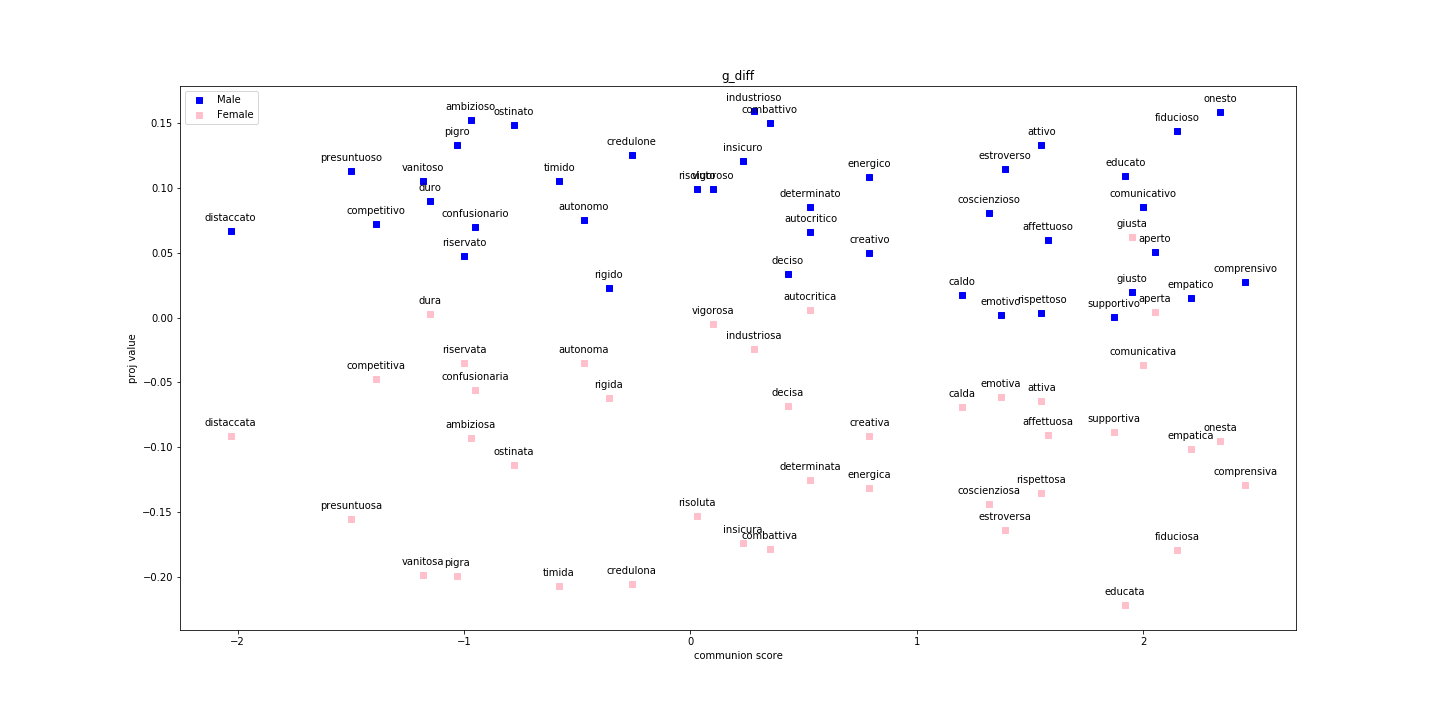 g_diff
Male
Female
industrioso
onesto
ambizioso
combattivo
ostinato
fiducioso
pigro
attivo
credulone
insicuro
estroverso
presuntuoso
energico
educato
vanitoso
timido
risoluto
vigoroso
duro
determinato
comunicativo
coscienzioso
autonomo
competitivo
confusionario
distaccato
autocritico
affettuoso
giusta
creativo
aperto
riservato
deciso
comprensivo
rigido
giusto
caldo
empatico
emotivo
rispettoso
supportivo
aperta
autocritica
dura
vigorosa
industriosa
riservata
autonoma
comunicativa
competitiva
confusionaria
rigida
emotiva
attiva
decisa
calda
distaccata
ambiziosa
creativa
affettuosa
supportiva
onesta
empatica
ostinata
determinata
energica
comprensiva
rispettosa
coscienziosa
presuntuosa
risoluta
estroversa
insicura
combattiva
fiduciosa
vanitosa
pigra
timida
credulona
educata
0.15
0.10
0.05
0.00
−0.05
−0.10
−0.15
−0.20
proj value
−2
−1
0
1
2
communion score